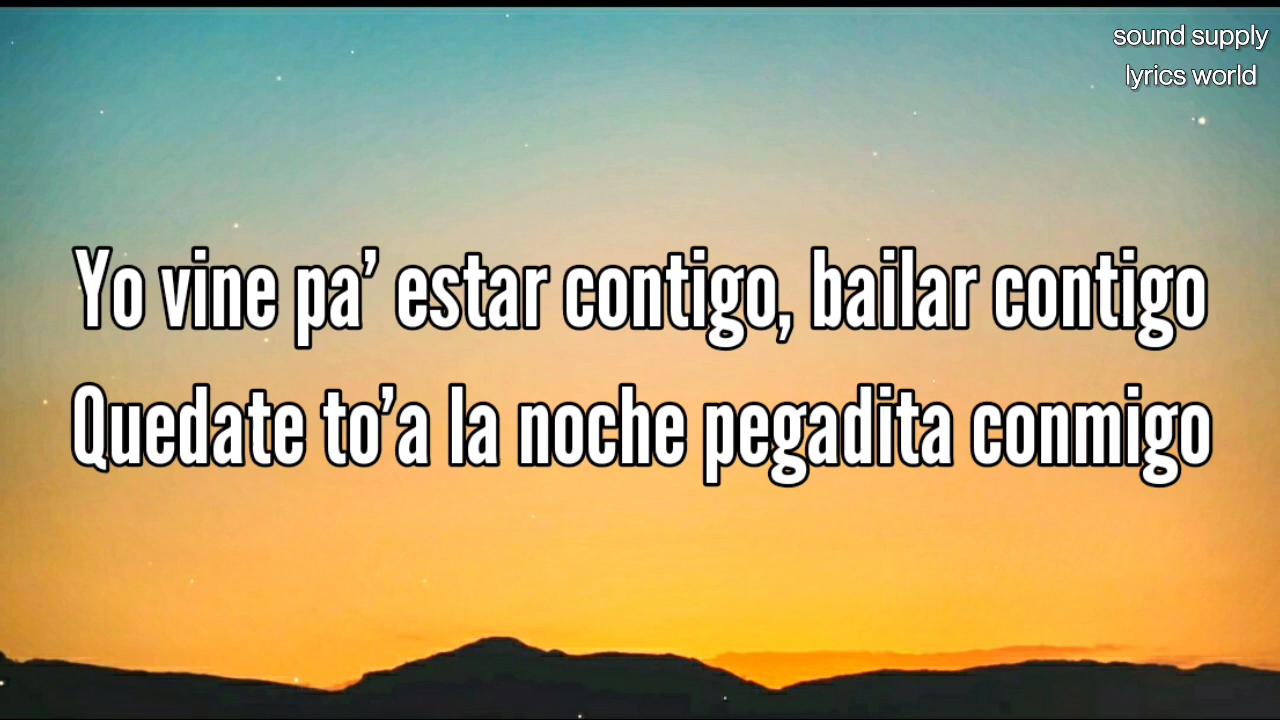 sound supply
lyrics world
Yo vine pa’ estar contigo, bailar contigo
Quedate to’a la noche pegadita conmigo